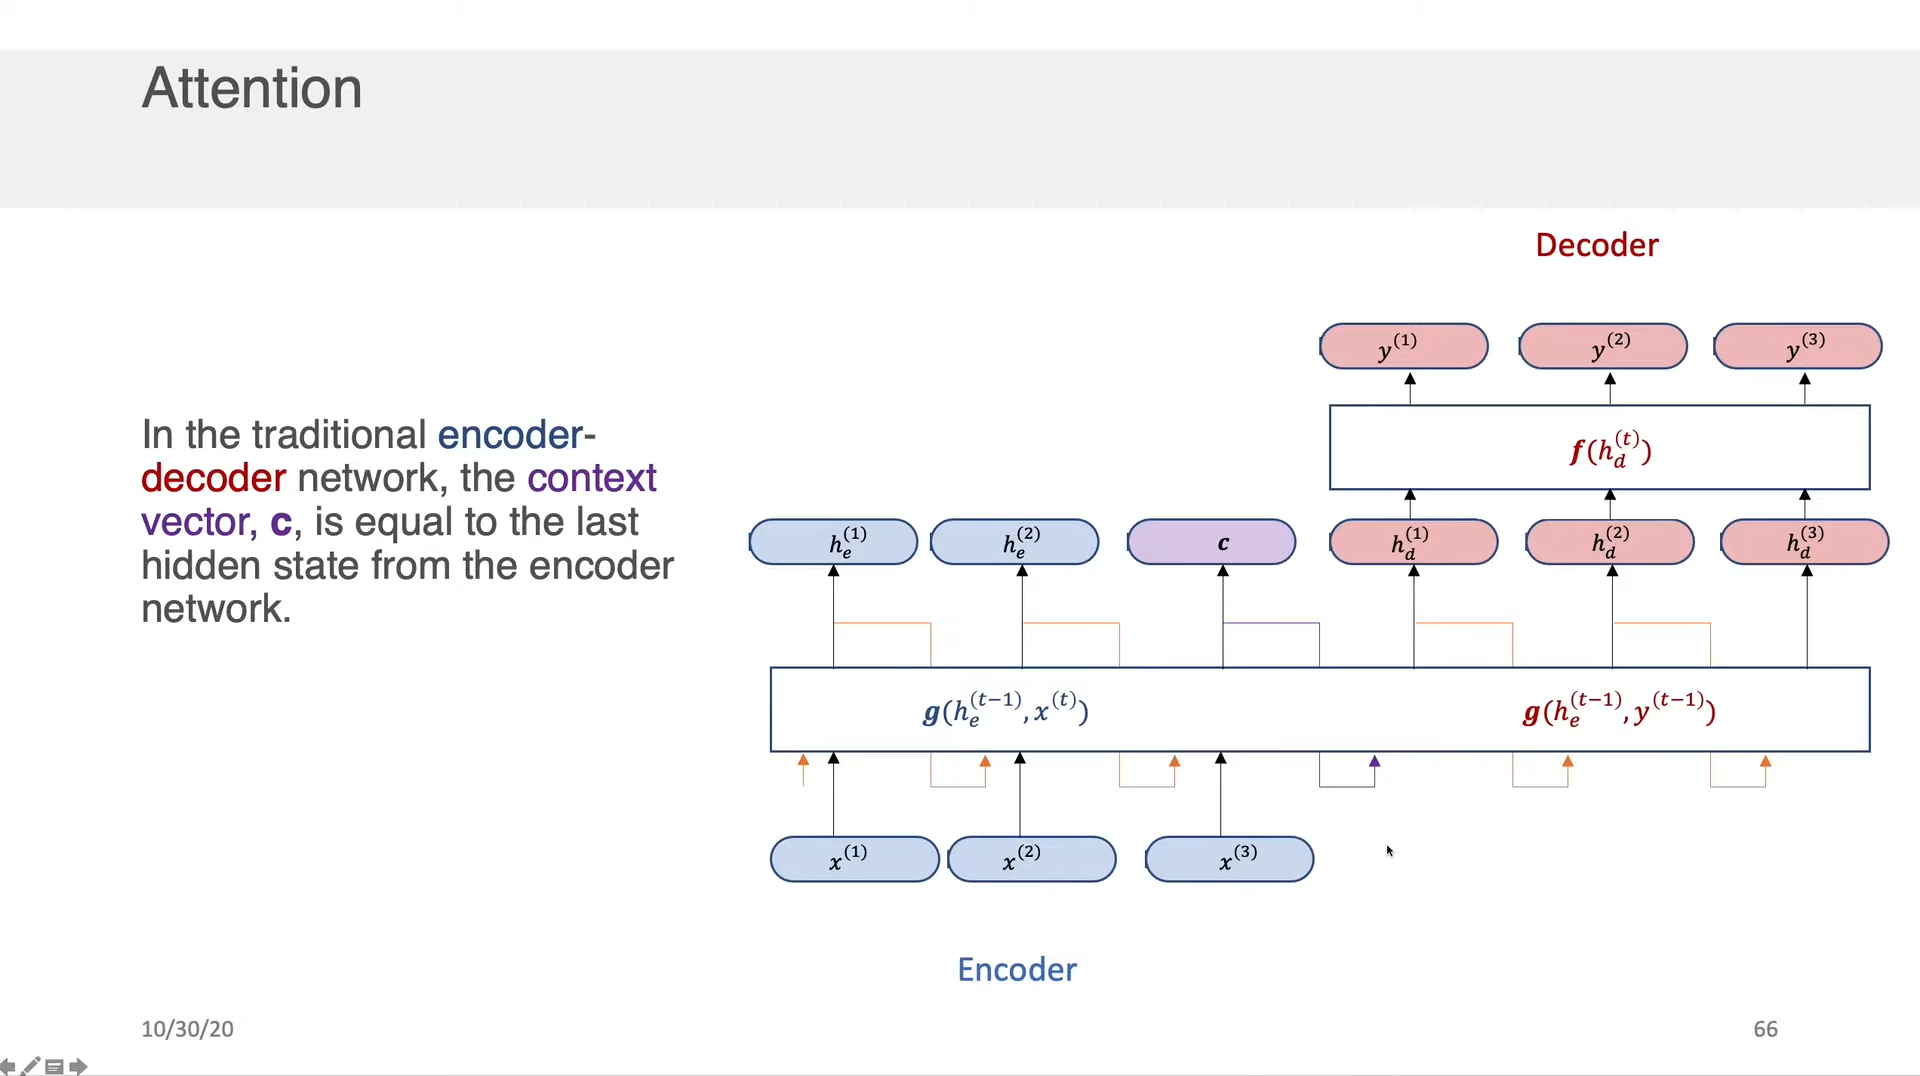 Attention
Decoder
In the traditional encoder-
decoder network, the context
vector, c, is equal to the last
hidden state from the encoder
network.
y^(1) y^(2) y^(3)
f(h_d^(t))
h_e^(1) h_e^(2) c h_d^(1) h_d^(2) h_d^(3)
g(h_e^(t−1), x^(t)) g(h_e^(t−1), y^(t−1))
x^(1) x^(2) x^(3)
Encoder
10/30/20 66